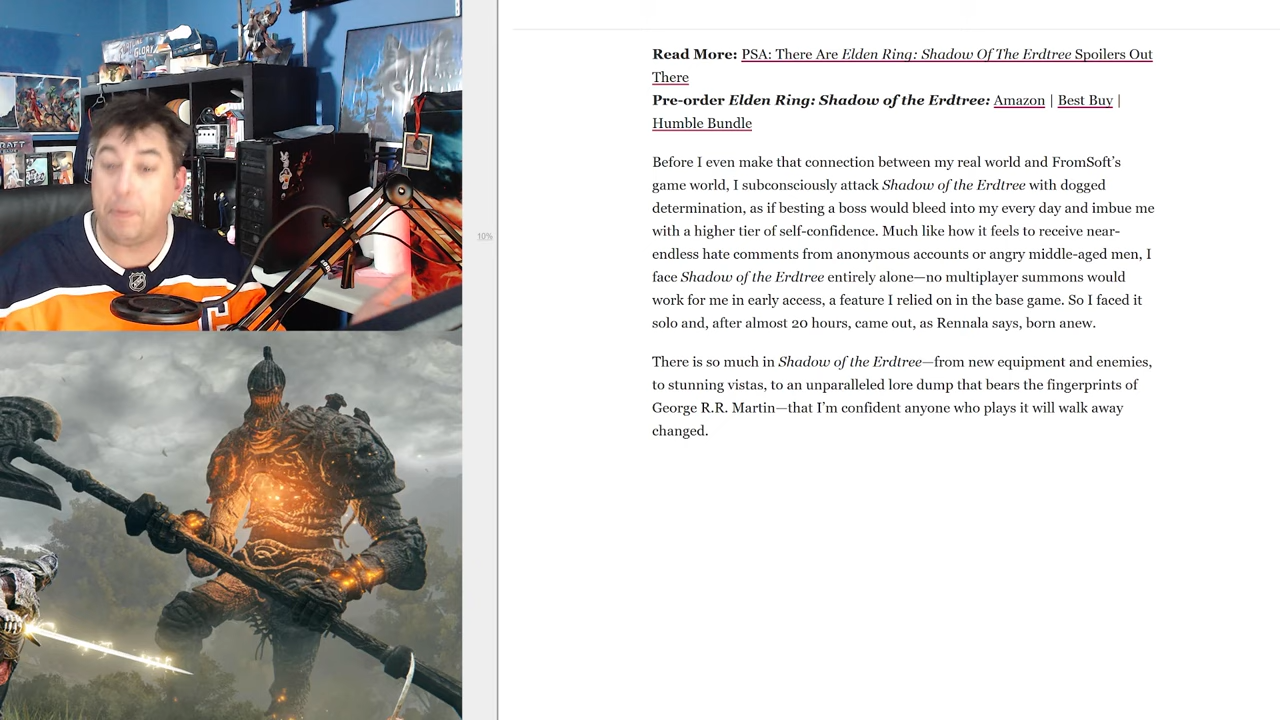 GLORY
RAFT
10%
Read More: PSA: There Are Elden Ring: Shadow Of The Erdtree Spoilers Out
There
Pre-order Elden Ring: Shadow of the Erdtree: Amazon | Best Buy |
Humble Bundle
Before I even make that connection between my real world and FromSoft’s
game world, I subconsciously attack Shadow of the Erdtree with dogged
determination, as if besting a boss would bleed into my every day and imbue me
with a higher tier of self-confidence. Much like how it feels to receive near-
endless hate comments from anonymous accounts or angry middle-aged men, I
face Shadow of the Erdtree entirely alone—no multiplayer summons would
work for me in early access, a feature I relied on in the base game. So I faced it
solo and, after almost 20 hours, came out, as Rennala says, born anew.
There is so much in Shadow of the Erdtree—from new equipment and enemies,
to stunning vistas, to an unparalleled lore dump that bears the fingerprints of
George R.R. Martin—that I’m confident anyone who plays it will walk away
changed.